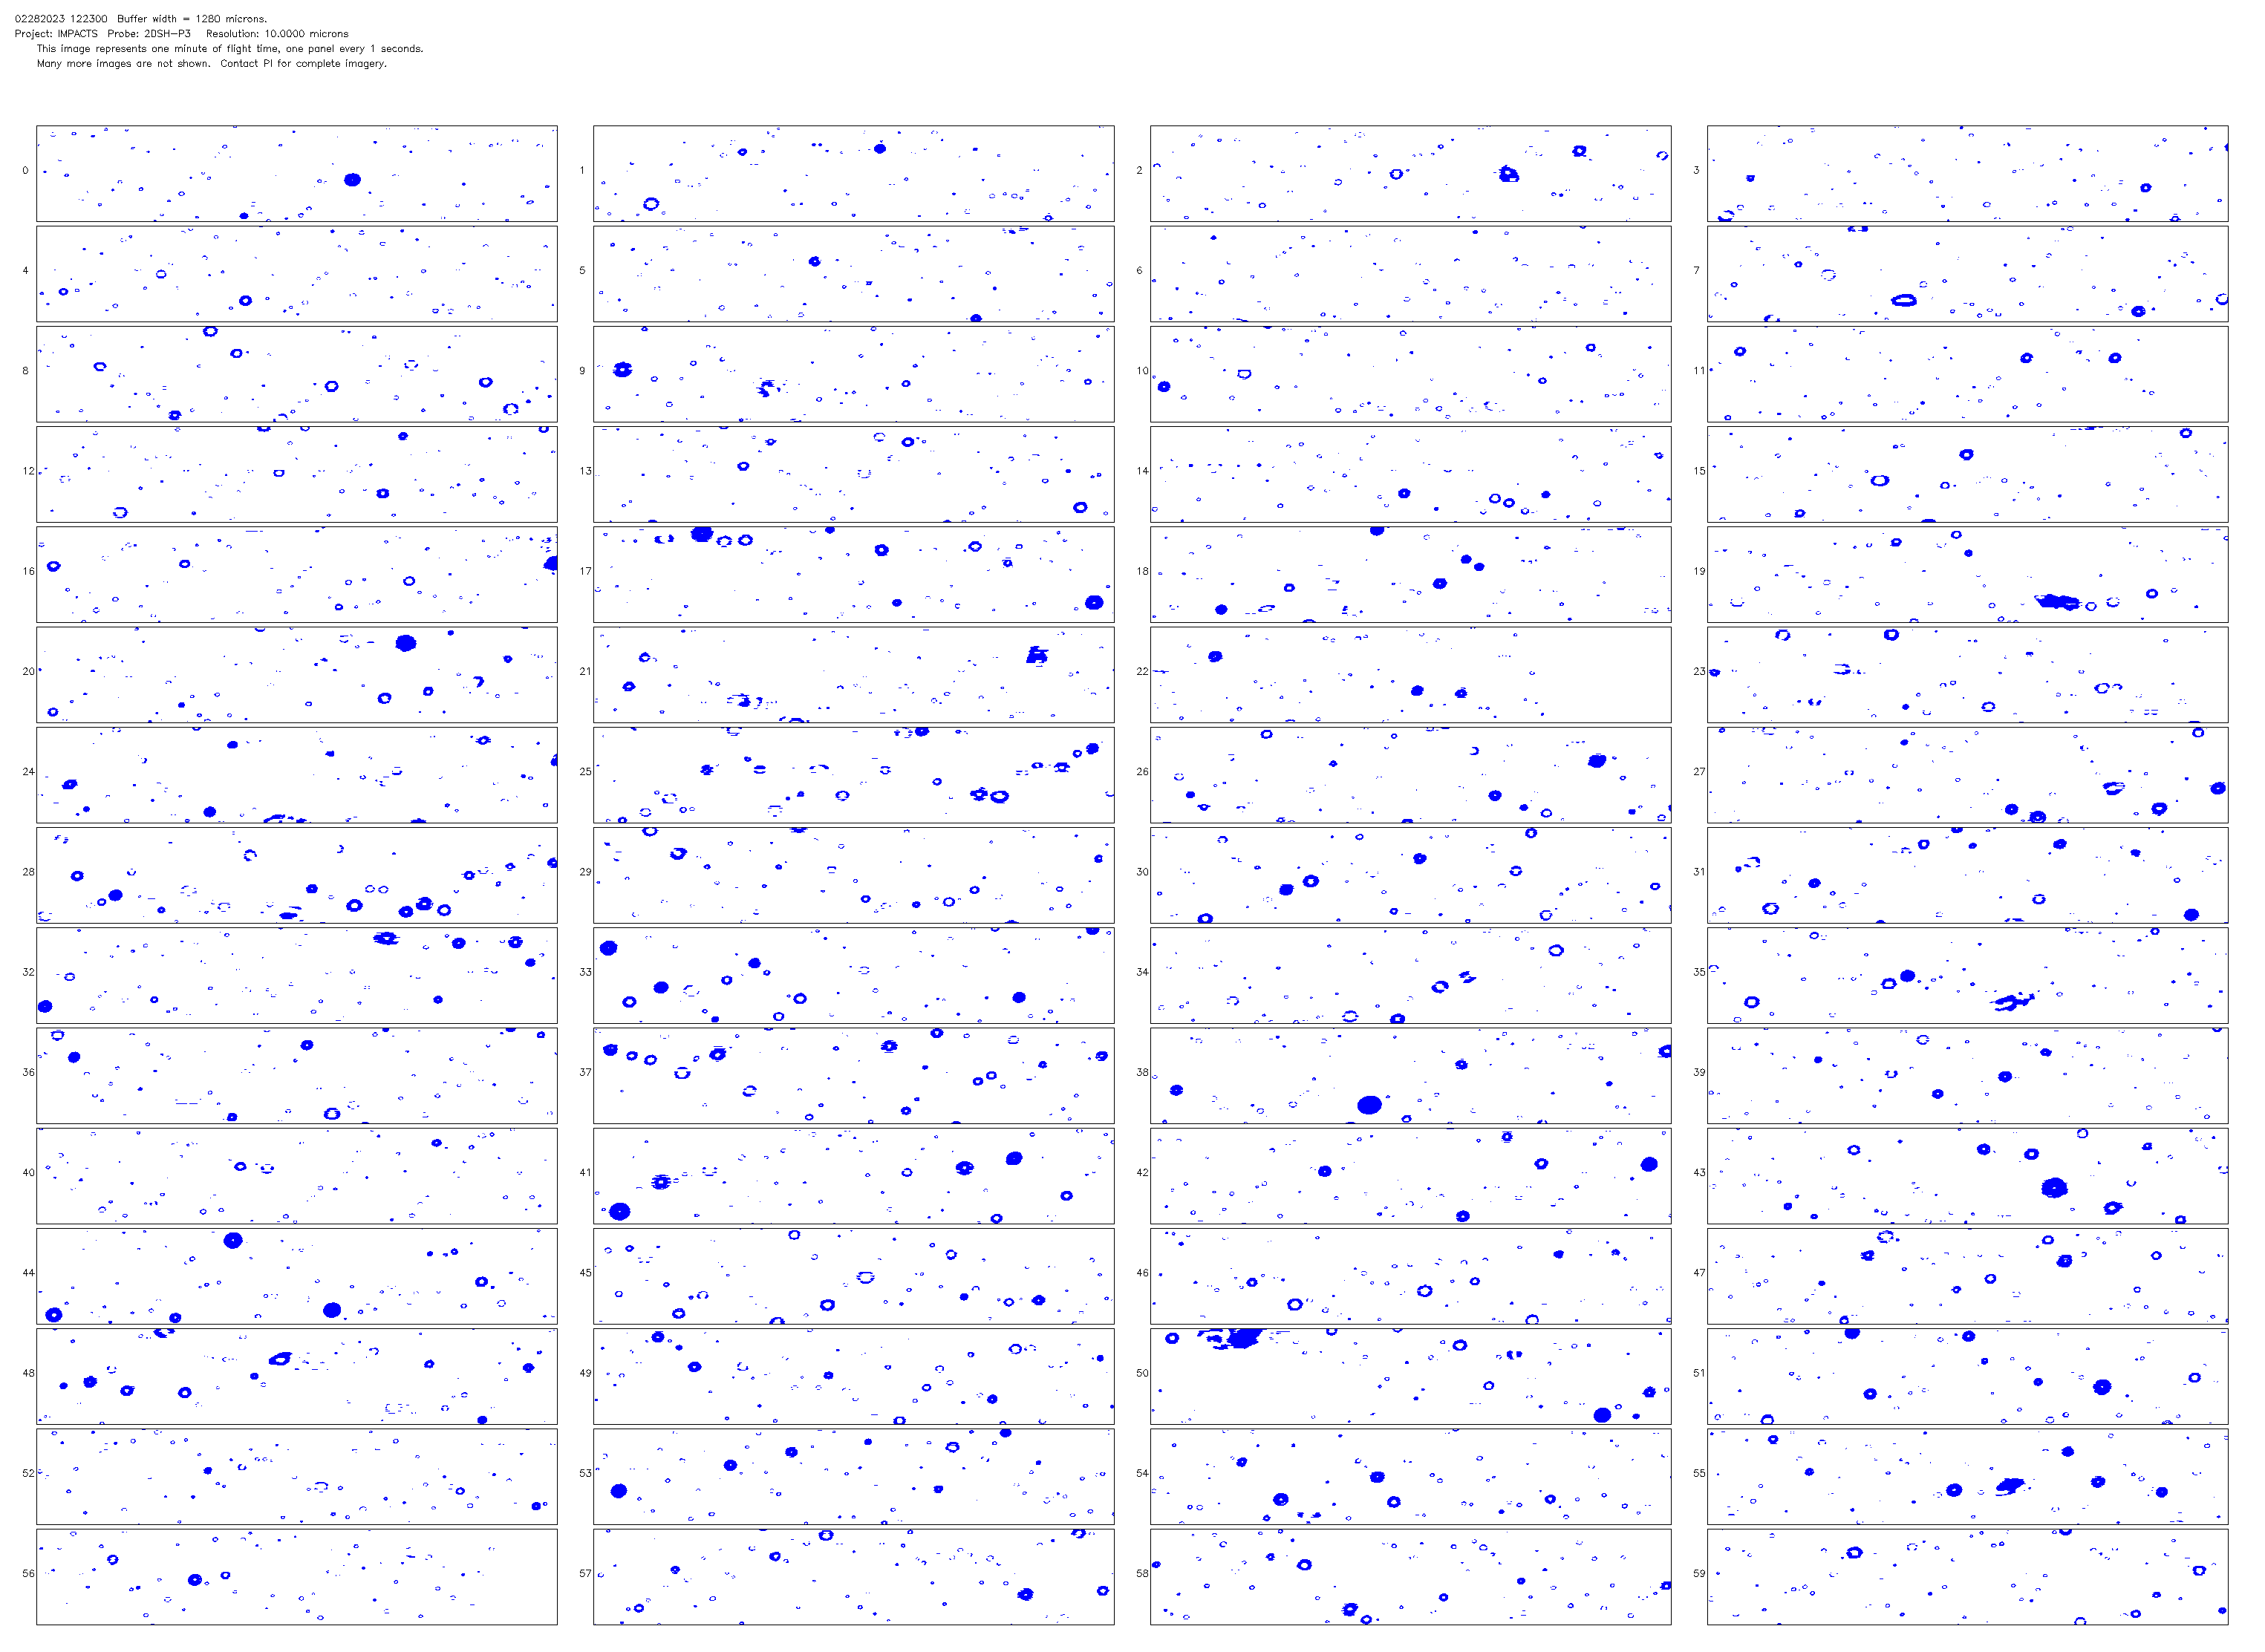 02282023 122300 Buffer width = 1280 microns.
Project: IMPACTS Probe: 2DSH-P3 Resolution: 10.0000 microns
This image represents one minute of flight time, one panel every 1 seconds.
Many more images are not shown. Contact PI for complete imagery.
0 1 2 3
4 5 6 7
8 9 10 11
12 13 14 15
16 17 18 19
20 21 22 23
24 25 26 27
28 29 30 31
32 33 34 35
36 37 38 39
40 41 42 43
44 45 46 47
48 49 50 51
52 53 54 55
56 57 58 59